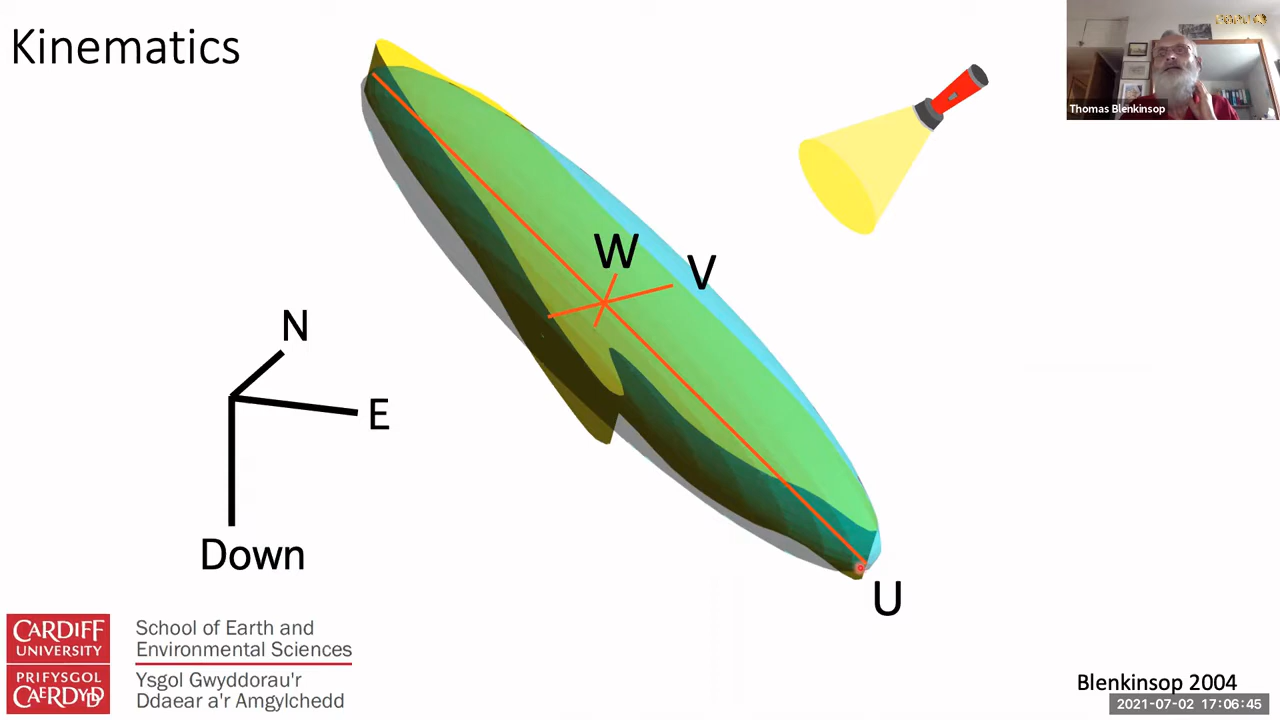 Kinematics
Thomas Blenkinsop
W
V
N
E
Down
U
CARDIFF
UNIVERSITY
PRIFYSGOL
CAERDYDD
School of Earth and
Environmental Sciences
Ysgol Gwyddorau'r
Ddaear a'r Amgylchedd
Blenkinsop 2004
2021-07-02 17:06:45